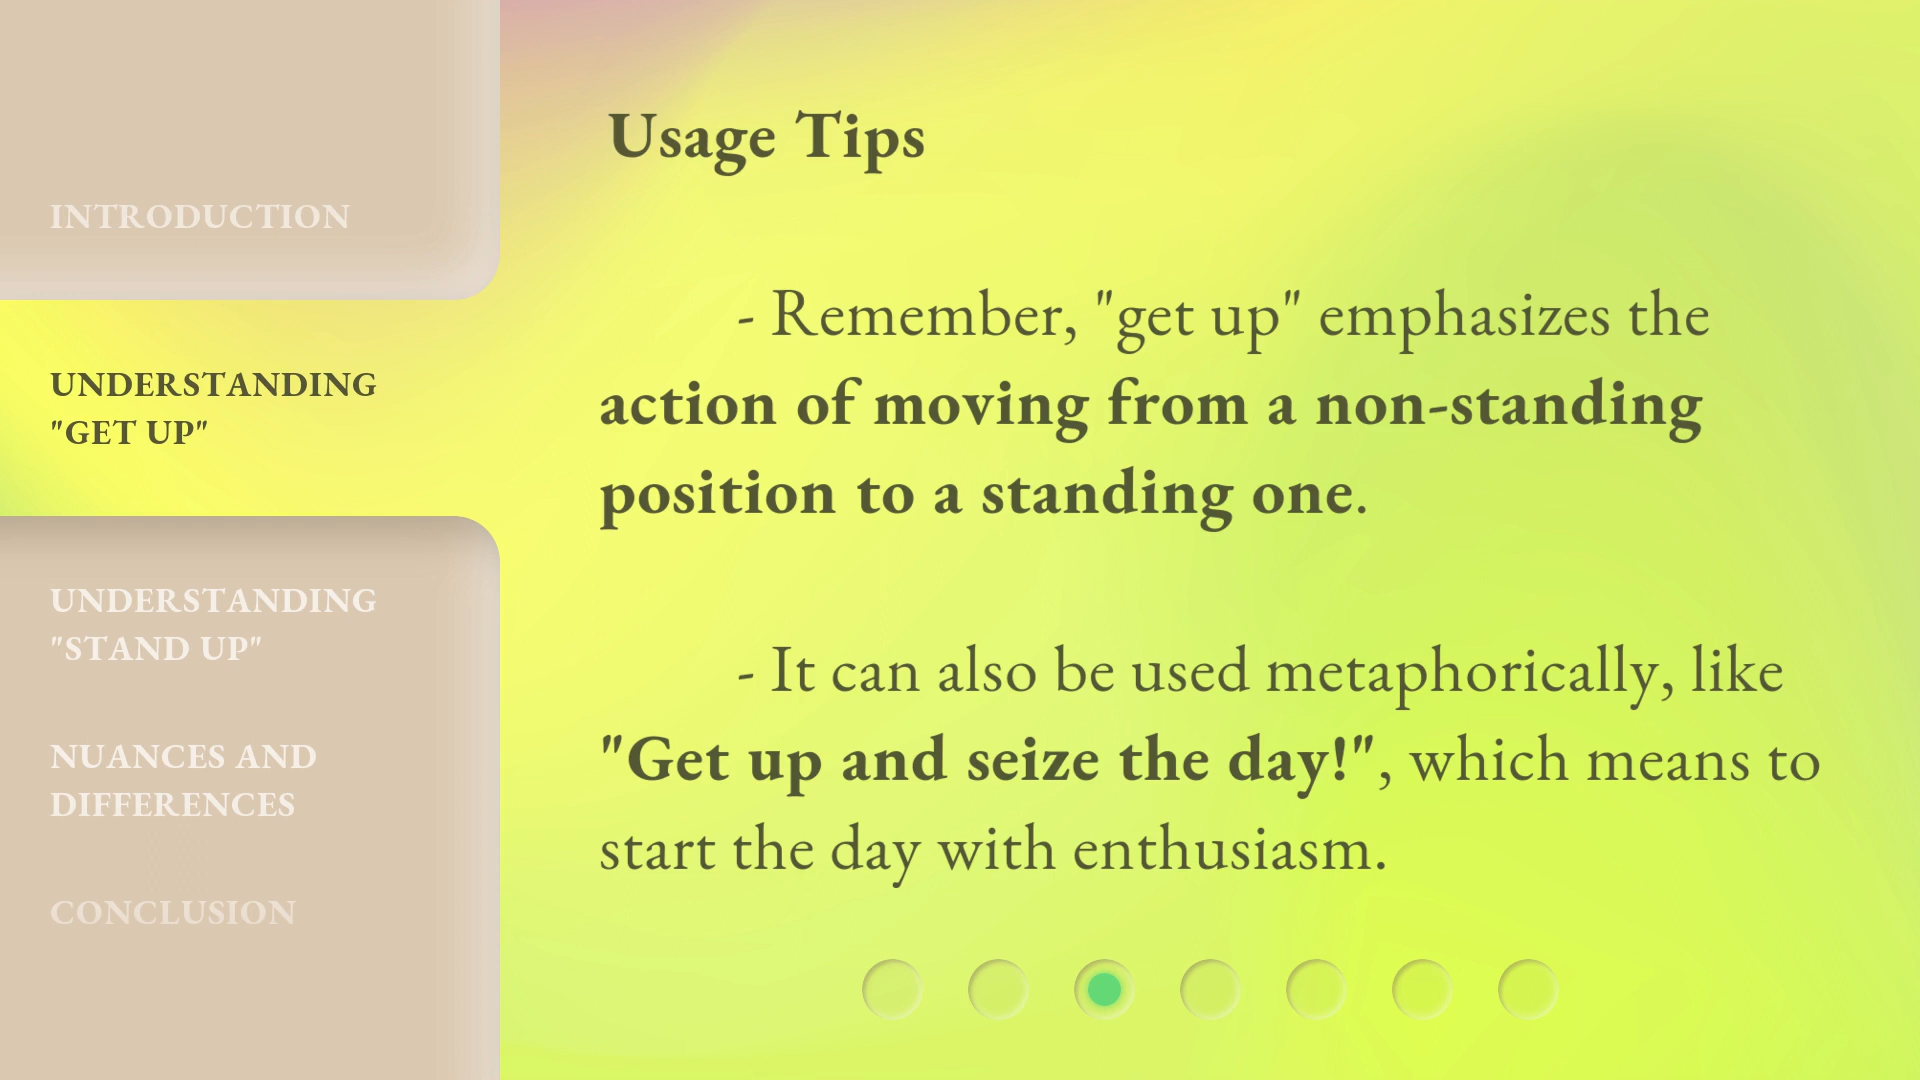 INTRODUCTION
UNDERSTANDING
"GET UP"
UNDERSTANDING
"STAND UP"
NUANCES AND
DIFFERENCES
CONCLUSION
Usage Tips
- Remember, "get up" emphasizes the
action of moving from a non-standing
position to a standing one.
- It can also be used metaphorically, like
"Get up and seize the day!", which means to
start the day with enthusiasm.